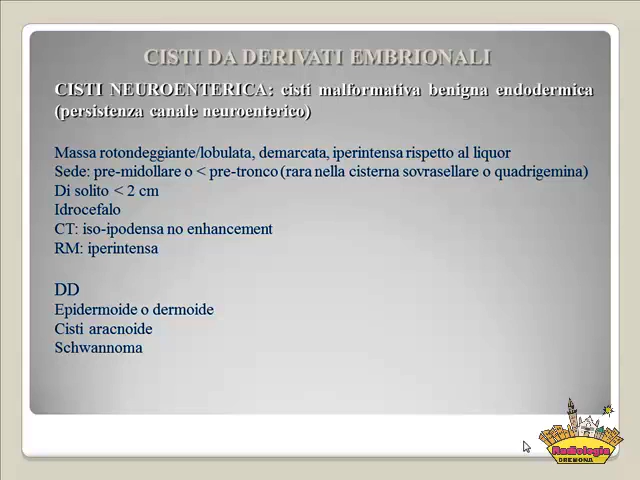 CISTI DA DERIVATI EMBRIONALI
CISTI NEUROENTERICA: cisti malformativa benigna endodermica
(persistenza canale neuroenterico)
Massa rotondeggiante/lobulata, demarcata, iperintensa rispetto al liquor
Sede: pre-midollare o < pre-tronco (rara nella cisterna sovrasellare o quadrigemina)
Di solito < 2 cm
Idrocefalo
CT: iso-ipodensa no enhancement
RM: iperintensa
DD
Epidermoide o dermoide
Cisti aracnoide
Schwannoma
Radiologia
CREMONA